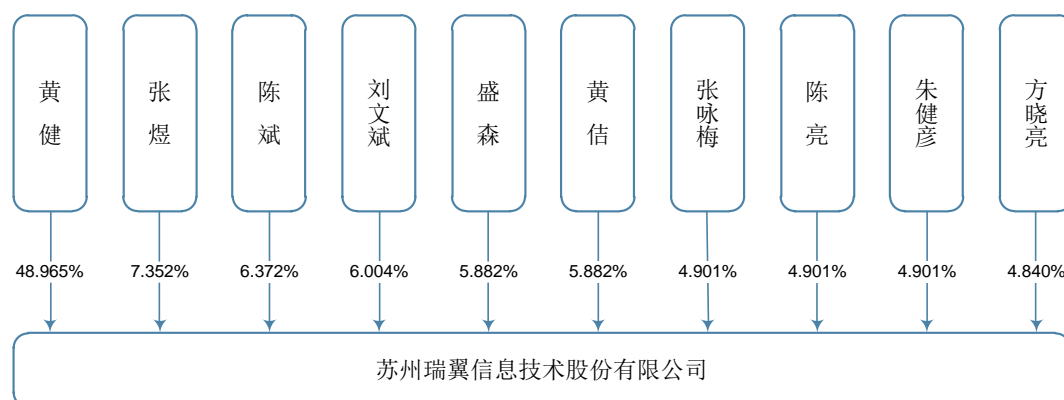 黄健
张煜
陈斌
刘文斌
盛森
黄佶
张咏梅
陈亮
朱健彦
方晓亮
48.965%
7.352%
6.372%
6.004%
5.882%
5.882%
4.901%
4.901%
4.901%
4.840%
苏州瑞翼信息技术股份有限公司